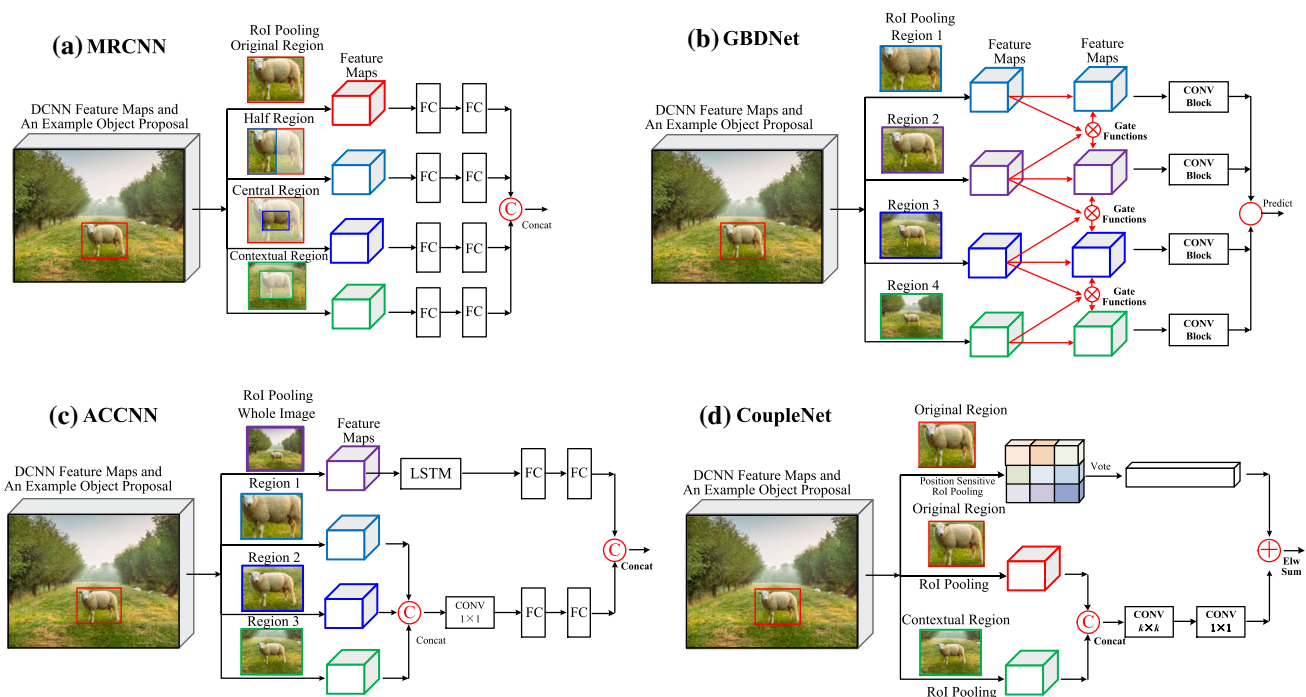 (a) MRCNN
RoI Pooling
Original Region
Feature
Maps
DCNN Feature Maps and
An Example Object Proposal
Half Region
Central Region
Contextual Region
FC
FC
FC
FC
FC
FC
FC
FC
C
Concat
(b) GBDNet
RoI Pooling
Region 1
Feature
Maps
Feature
Maps
DCNN Feature Maps and
An Example Object Proposal
Region 2
Region 3
Region 4
Gate
Functions
Gate
Functions
Gate
Functions
CONV
Block
CONV
Block
CONV
Block
CONV
Block
Predict
(c) ACCNN
RoI Pooling
Whole Image
Feature
Maps
DCNN Feature Maps and
An Example Object Proposal
Region 1
Region 2
Region 3
LSTM
FC
FC
C
Concat
CONV
1×1
FC
FC
C
Concat
(d) CoupleNet
Original Region
DCNN Feature Maps and
An Example Object Proposal
Position Sensitive
RoI Pooling
Vote
Original Region
RoI Pooling
Contextual Region
RoI Pooling
C
Concat
CONV
k×k
CONV
1×1
Elw
Sum